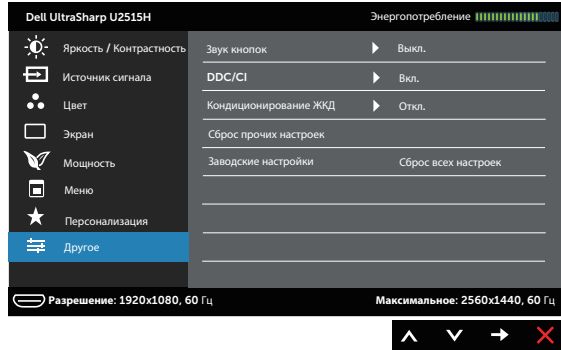 Dell UltraSharp U2515H Энергопотребление
Яркость / Контрастность Звук кнопок Выкл.
Источник сигнала DDC/CI Вкл.
Цвет Кондиционирование ЖКД Откл.
Экран Сброс прочих настроек
Мощность Заводские настройки Сброс всех настроек
Меню
Персонализация
Другое
Разрешение: 1920x1080, 60 Гц Максимальное: 2560x1440, 60 Гц